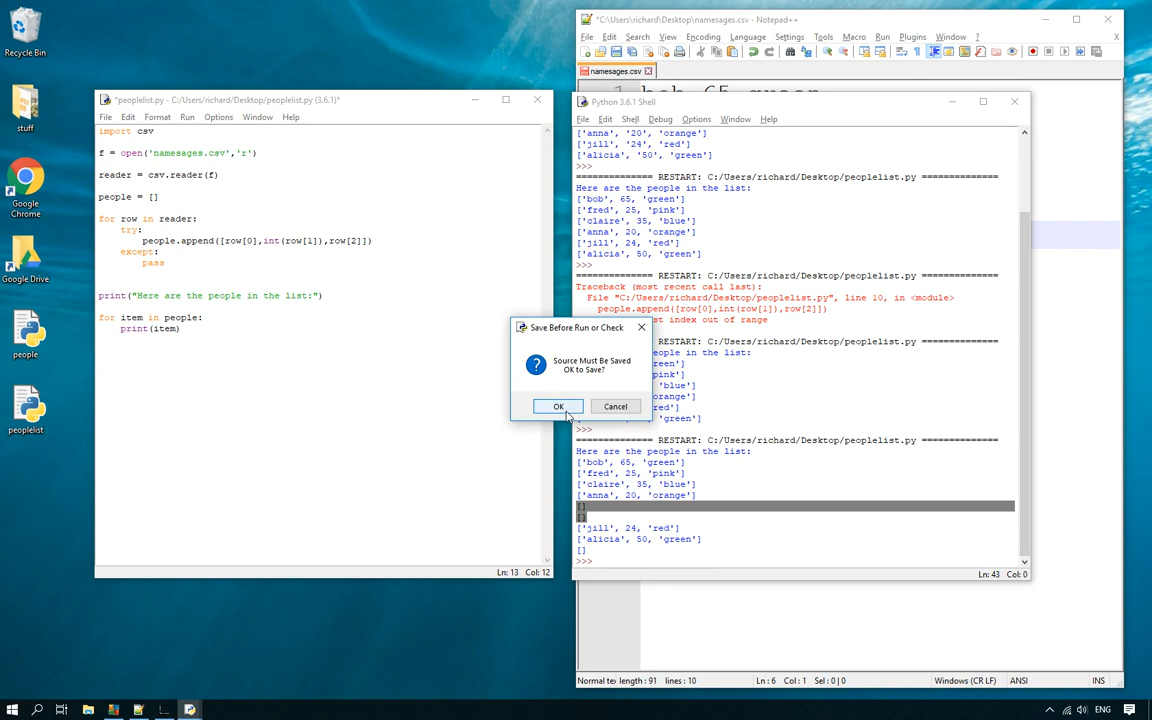 Recycle Bin
stuff
Google
Chrome
Google Drive
people
peoplelist
*peoplelist.py - C:/Users/richard/Desktop/peoplelist.py (3.6.1)*
File Edit Format Run Options Window Help
import csv
f = open('namesages.csv','r')
reader = csv.reader(f)
people = []
for row in reader:
try:
people.append([row[0],int(row[1]),row[2]])
except:
pass
print("Here are the people in the list:")
for item in people:
print(item)
Ln: 13 Col: 12
*C:\Users\richard\Desktop\namesages.csv - Notepad++
File Edit Search View Encoding Language Settings Tools Macro Run Plugins Window ? X
namesages.csv
1 bob,65,green
Python 3.6.1 Shell
File Edit Shell Debug Options Window Help
['anna', '20', 'orange']
['jill', '24', 'red']
['alicia', '50', 'green']
>>>
============== RESTART: C:/Users/richard/Desktop/peoplelist.py ==============
Here are the people in the list:
['bob', 65, 'green']
['fred', 25, 'pink']
['claire', 35, 'blue']
['anna', 20, 'orange']
['jill', 24, 'red']
['alicia', 50, 'green']
>>>
============== RESTART: C:/Users/richard/Desktop/peoplelist.py ==============
Traceback (most recent call last):
File "C:/Users/richard/Desktop/peoplelist.py", line 10, in <module>
people.append([row[0],int(row[1]),row[2]])
index out of range
RESTART: C:/Users/richard/Desktop/peoplelist.py ==============
people in the list:
green']
pink']
'blue']
orange']
red']
, 'green']
>>>
============== RESTART: C:/Users/richard/Desktop/peoplelist.py ==============
Here are the people in the list:
['bob', 65, 'green']
['fred', 25, 'pink']
['claire', 35, 'blue']
['anna', 20, 'orange']
[]
[]
['jill', 24, 'red']
['alicia', 50, 'green']
[]
>>>
Ln: 43 Col: 0
Save Before Run or Check
Source Must Be Saved
OK to Save?
OK Cancel
Normal te length : 91 lines : 10 Ln : 6 Col : 1 Sel : 0 | 0 Windows (CR LF) ANSI INS
ENG